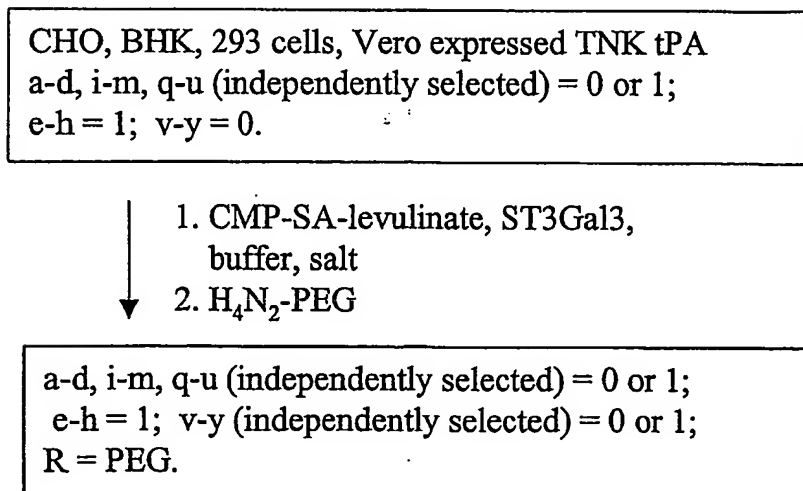 CHO, BHK, 293 cells, Vero expressed TNK tPA
a-d, i-m, q-u (independently selected) = 0 or 1;
e-h = 1; v-y = 0.
1. CMP-SA-levulinate, ST3Gal3,
buffer, salt
2. H₄N₂-PEG
a-d, i-m, q-u (independently selected) = 0 or 1;
e-h = 1; v-y (independently selected) = 0 or 1;
R = PEG.